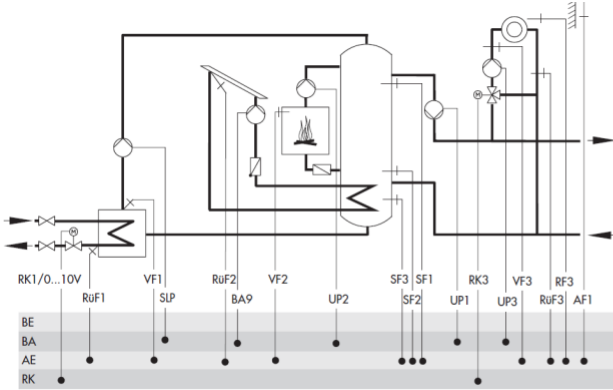 M
M
RK1/0...10V
VF1
RüF2
VF2
SF3
SF1
RK3
VF3
RF3
RüF1
SLP
BA9
UP2
SF2
UP1
UP3
RüF3
AF1
BE
BA
AE
RK